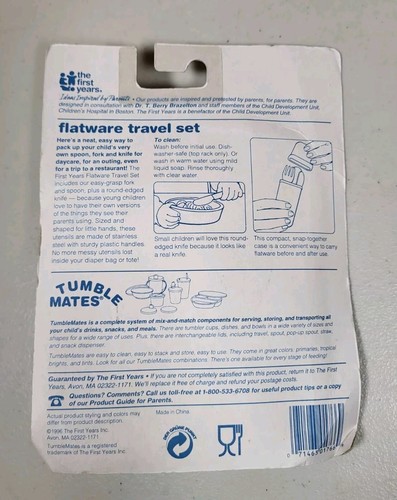 the
first
years.
Ideas Inspired by Parents • Our products are inspired and pretested by parents, for parents. They are
designed in consultation with Dr. T. Berry Brazelton and staff members of the Child Development Unit,
Children's Hospital in Boston. The First Years is a benefactor of the Child Development Unit.
flatware travel set
Here's a neat, easy way to
pack up your child's very
own spoon, fork and knife for
daycare, for an outing, even
for a trip to a restaurant! The
First Years Flatware Travel Set
includes our easy-grasp fork
and spoon, plus a round-edged
knife — because young children
love to have their own versions
of the things they see their
parents using. Sized and
shaped for little hands, these
utensils are made of stainless
steel with sturdy plastic handles.
No more messy utensils lost
inside your diaper bag or tote!
To clean:
Wash before initial use. Dish-
washer-safe (top rack only). Or
wash in warm water using mild
liquid soap. Rinse thoroughly
with clear water.
Small children will love this round-
edged knife because it looks like
a real knife.
This compact, snap-together
case is a convenient way to carry
flatware before and after use.
TUMBLE
MATES
TumbleMates is a complete system of mix-and-match components for serving, storing, and transporting all
your child's drinks, snacks, and meals. There are tumbler cups, dishes, and bowls in a wide variety of sizes and
shapes for a wide range of uses. Plus, there are interchangeable lids, including travel, spout, pop-up spout, straw,
and snack dispenser.
TumbleMates are easy to clean, easy to stack and store, easy to use. They come in great colors: primaries, tropical
brights, and tints. Look for all our TumbleMates combinations. There's one available for every stage of feeding!
Guaranteed by The First Years • If you are not completely satisfied with this product, return it to The First
Years, Avon, MA 02322-1171. We'll replace it free of charge and refund your postage costs.
Questions? Comments? Call us toll-free at 1-800-533-6708 for useful product tips or a copy
of our Product Guide for Parents.
Actual product styling and colors may
differ from product description.
©1996 The First Years Inc.
Avon, MA 02322-1171
TumbleMates is a registered
trademark of The First Years Inc.
Made in China.
DER GRÜNE PUNKT